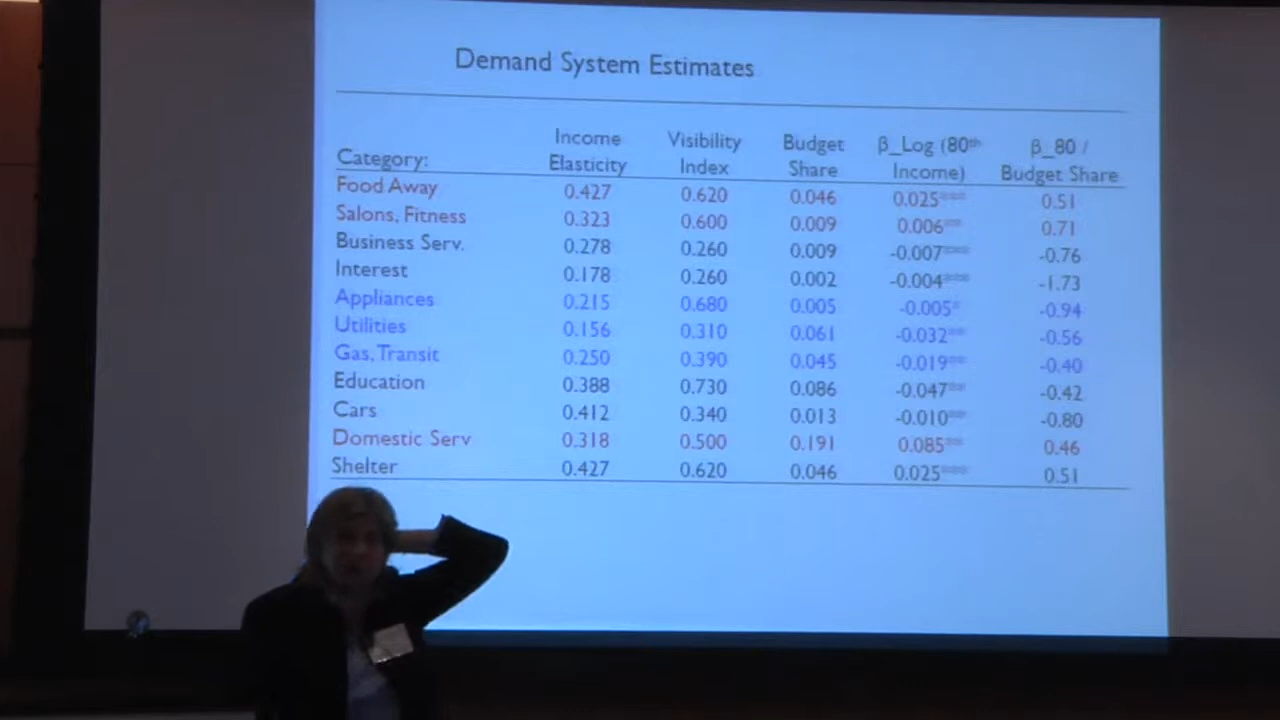 Demand System Estimates
Category: Income Elasticity Visibility Index Budget Share β_Log (80th Income) β_80 / Budget Share
Food Away 0.427 0.620 0.046 0.025*** 0.51
Salons, Fitness 0.323 0.600 0.009 0.006** 0.71
Business Serv. 0.278 0.260 0.009 -0.007*** -0.76
Interest 0.178 0.260 0.002 -0.004*** -1.73
Appliances 0.215 0.680 0.005 -0.005* -0.94
Utilities 0.156 0.310 0.061 -0.032** -0.56
Gas, Transit 0.250 0.390 0.045 -0.019** -0.40
Education 0.388 0.730 0.086 -0.047** -0.42
Cars 0.412 0.340 0.013 -0.010** -0.80
Domestic Serv 0.318 0.500 0.191 0.085** 0.46
Shelter 0.427 0.620 0.046 0.025*** 0.51